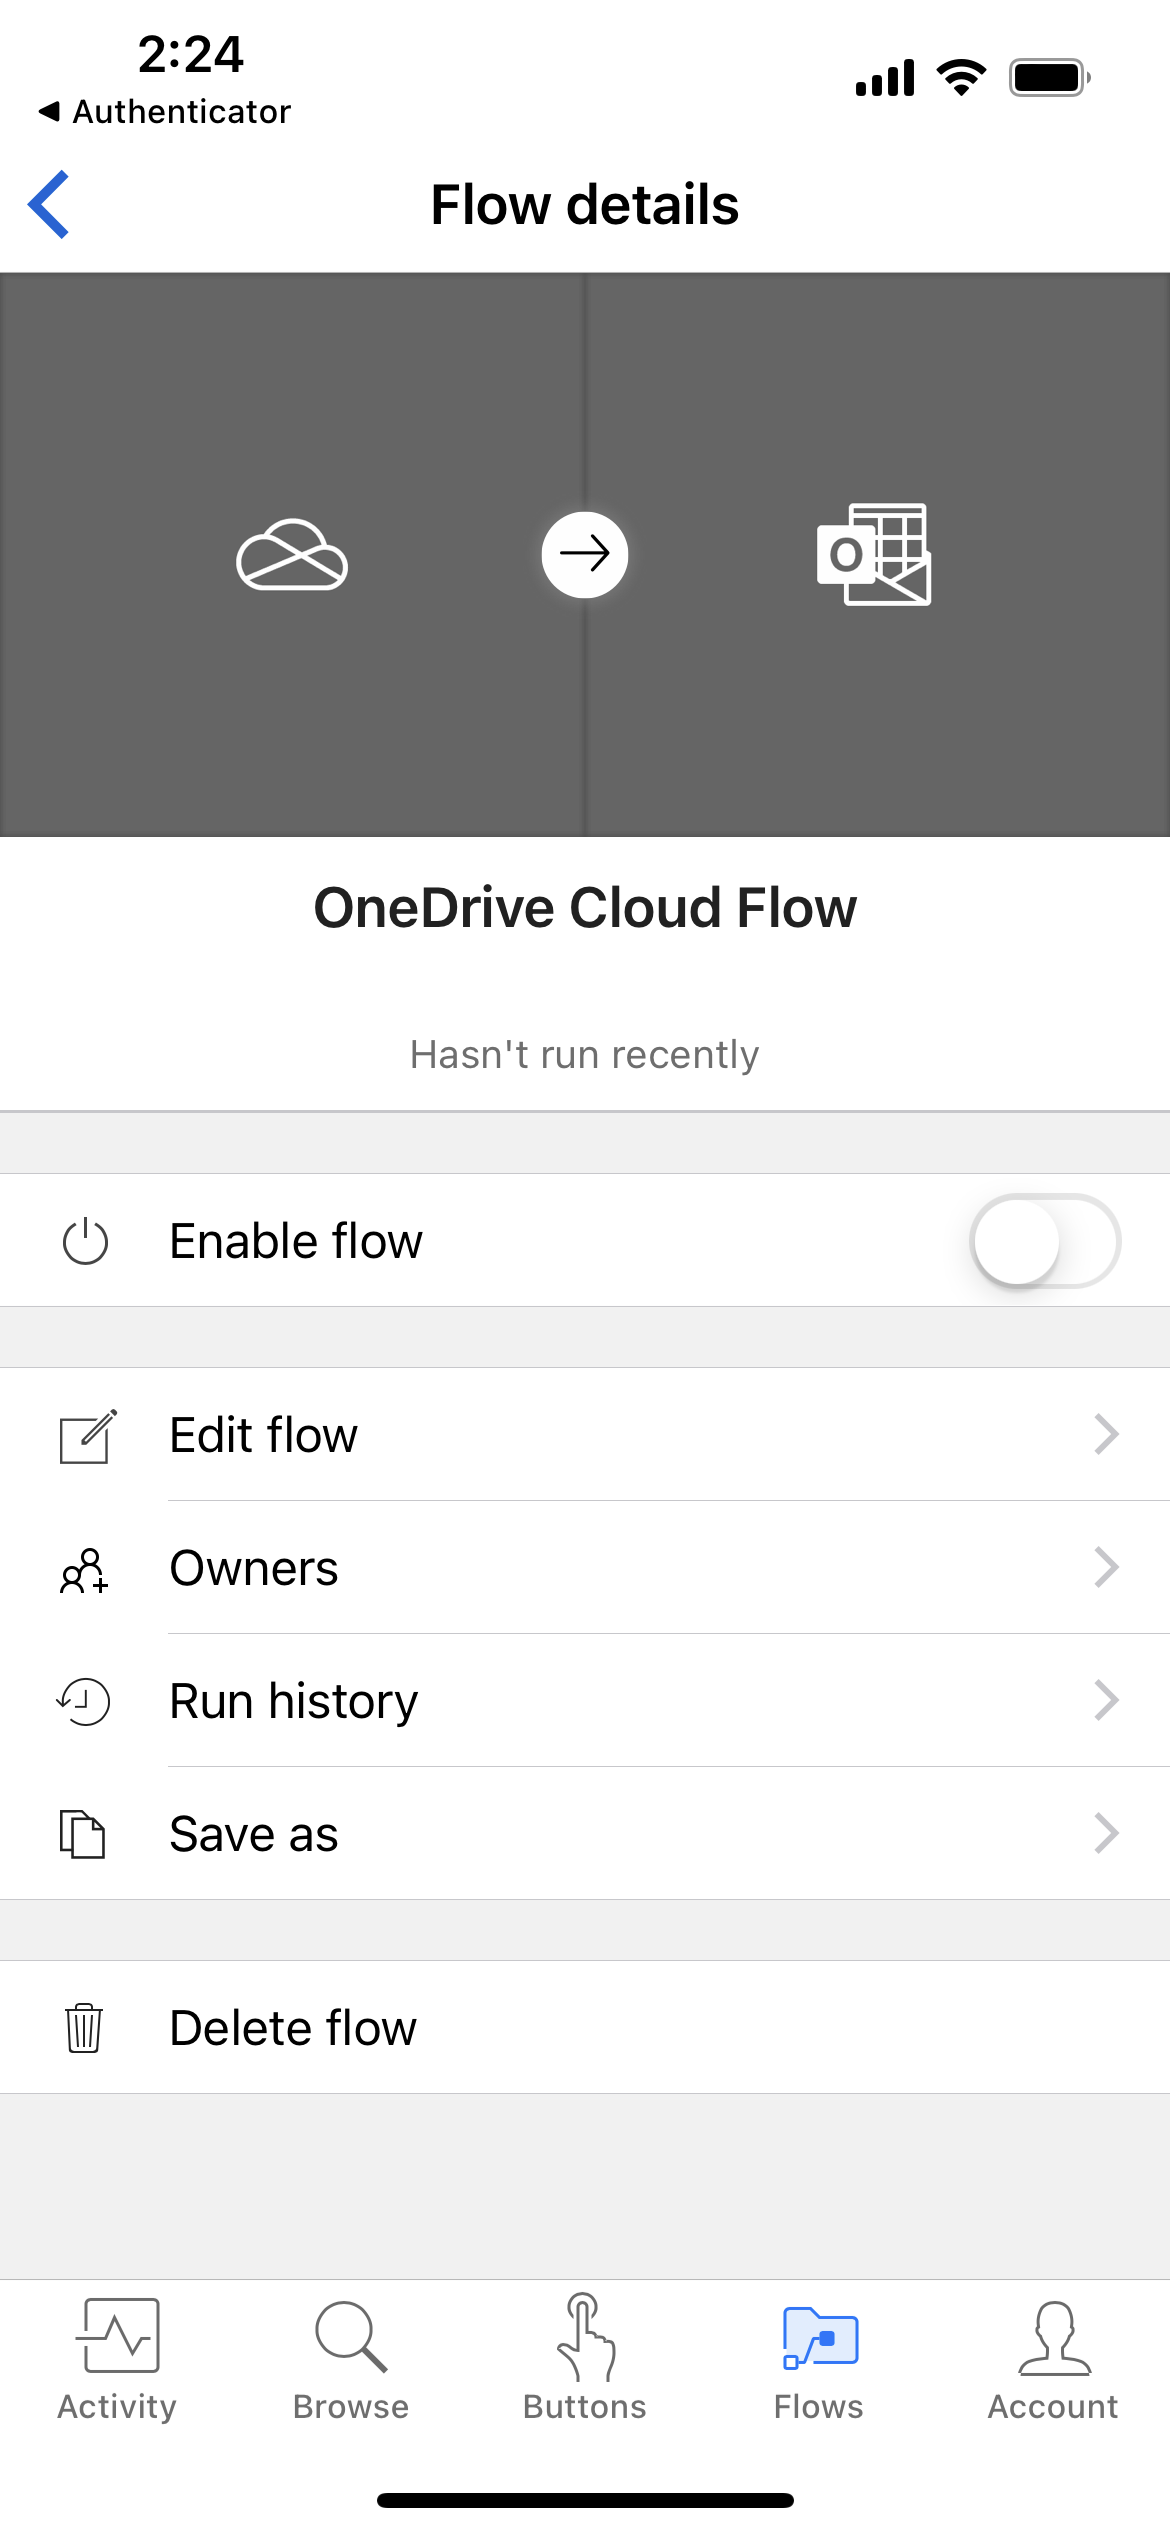 2:24
Authenticator
Flow details
OneDrive Cloud Flow
Hasn't run recently
Enable flow
Edit flow
Owners
Run history
Save as
Delete flow
Activity
Browse
Buttons
Flows
Account